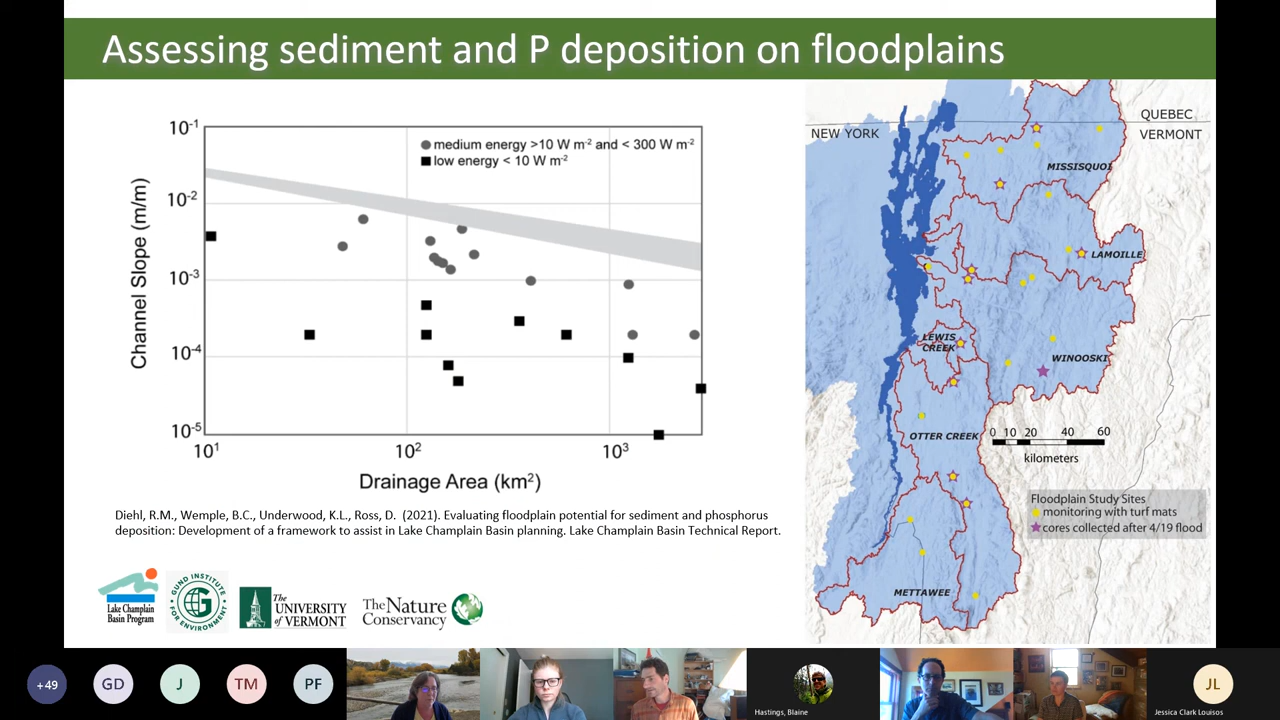 Assessing sediment and P deposition on floodplains
10-1
10-2
10-3
10-4
10-5
101
102
103
Channel Slope (m/m)
Drainage Area (km2)
medium energy >10 W m-2 and < 300 W m-2
low energy < 10 W m-2
Diehl, R.M., Wemple, B.C., Underwood, K.L., Ross, D. (2021). Evaluating floodplain potential for sediment and phosphorus
deposition: Development of a framework to assist in Lake Champlain Basin planning. Lake Champlain Basin Technical Report.
Lake Champlain
Basin Program
GUND INSTITUTE
FOR ENVIRONMENT
G
The
UNIVERSITY
of VERMONT
The Nature
Conservancy
QUEBEC
NEW YORK
VERMONT
MISSISQUOI
LAMOILLE
LEWIS
CREEK
WINOOSKI
OTTER CREEK
0 10 20 40 60
kilometers
Floodplain Study Sites
monitoring with turf mats
cores collected after 4/19 flood
METTAWEE
+49
GD
J
TM
PF
Hastings, Blaine
JL
Jessica Clark Louisos